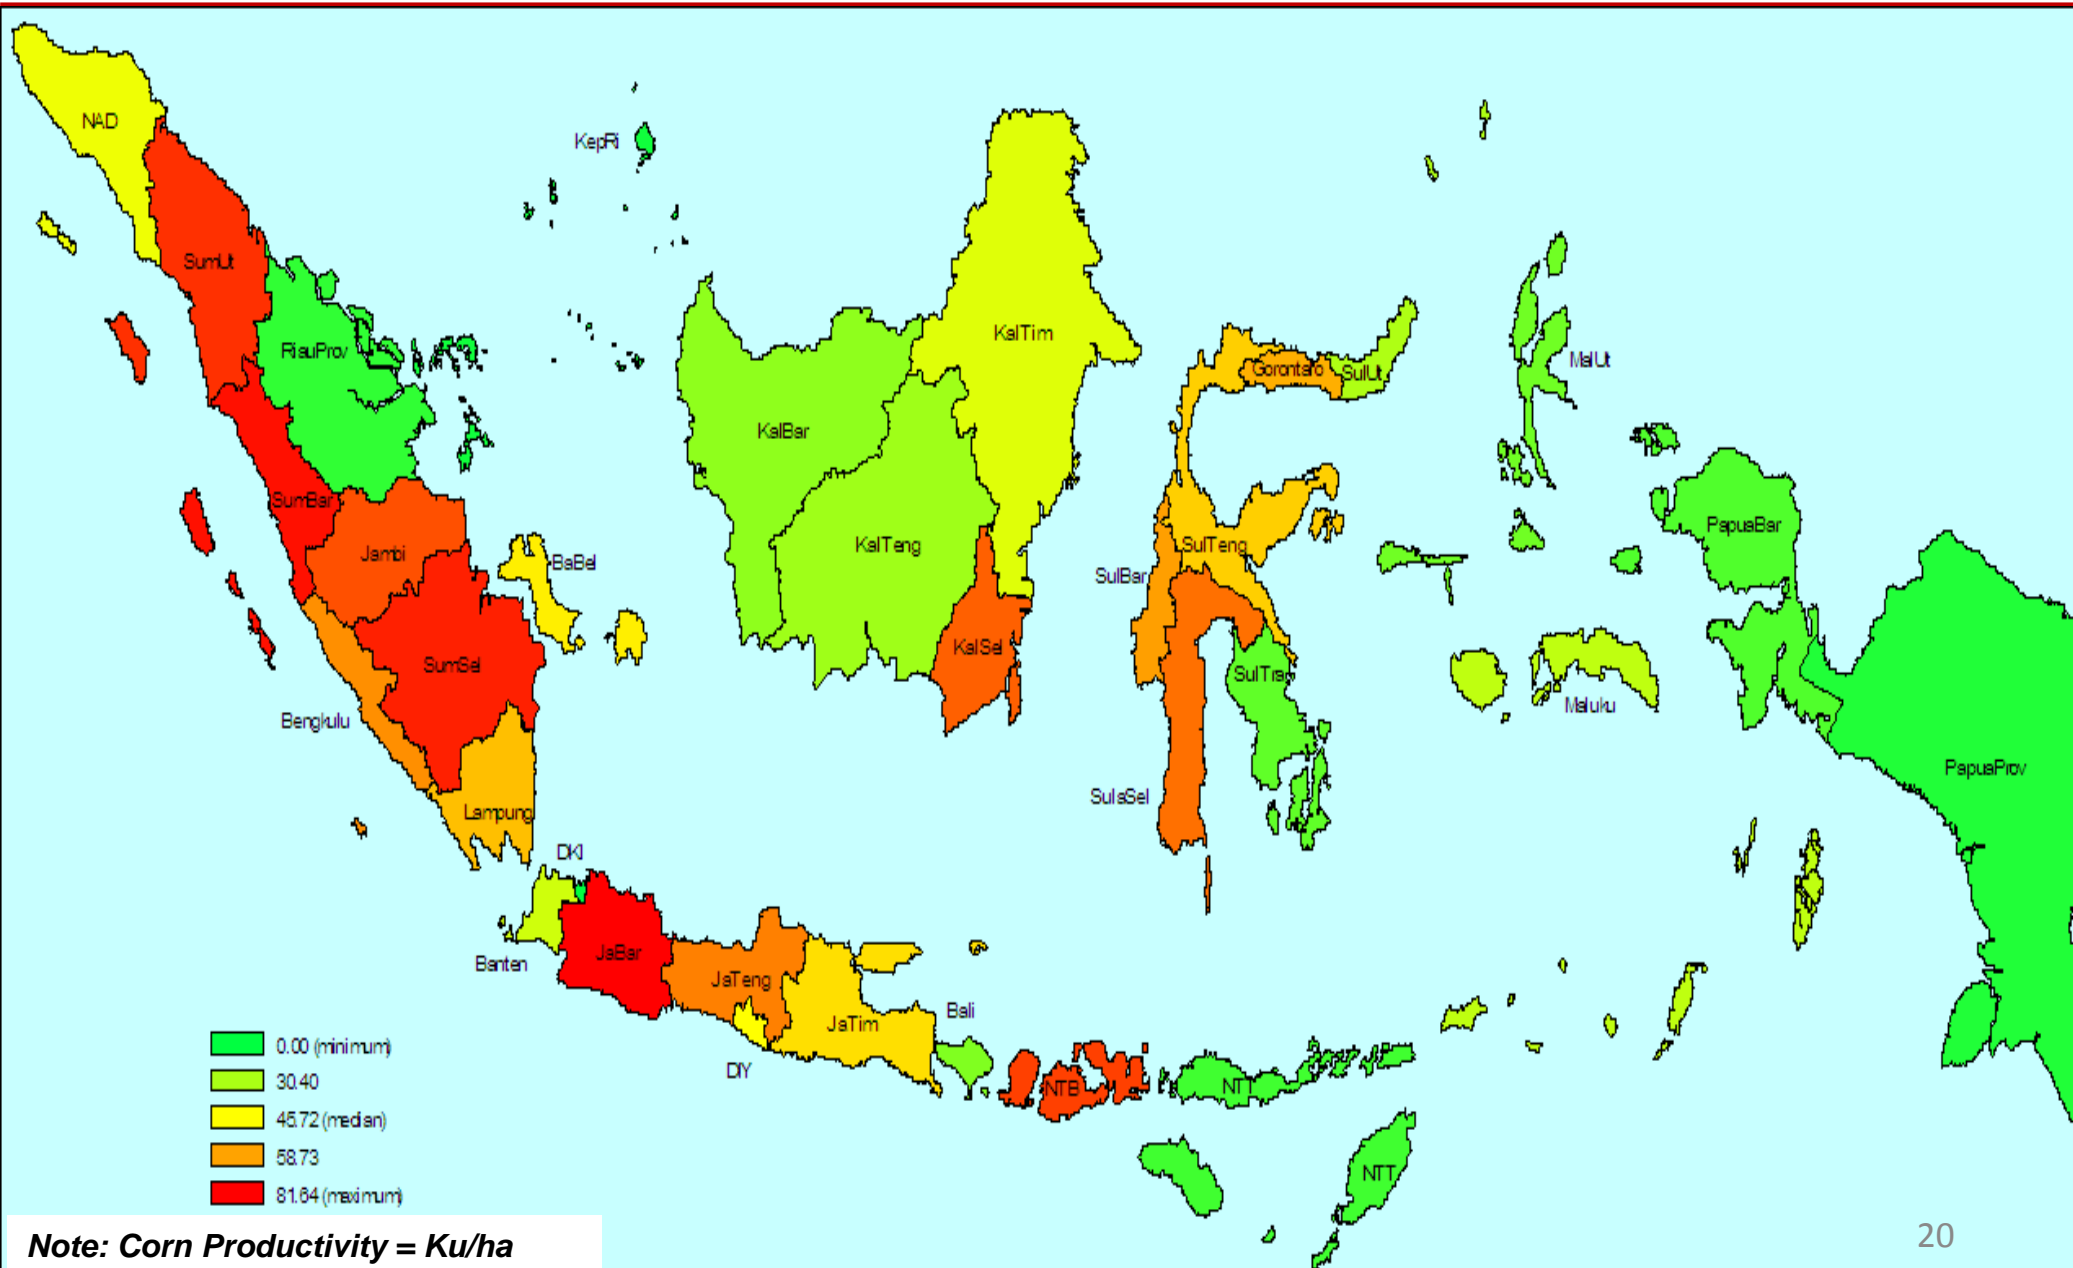 NAD
KepRi
SumUt
RiauProv
KalTim
Gorontalo
SulUt
MalUt
KalBar
SumBar
PapuaBar
Jambi
KalTeng
SulTeng
BaBel
SulBar
KalSel
SumSel
SulTra
Maluku
Bengkulu
PapuaProv
SulaSel
Lampung
DKI
JaBar
Banten
JaTeng
Bali
JaTim
DIY
NTB
NTT
NTT
0.00 (minimum)
30.40
45.72 (median)
58.73
81.64 (maximum)
Note: Corn Productivity = Ku/ha
20